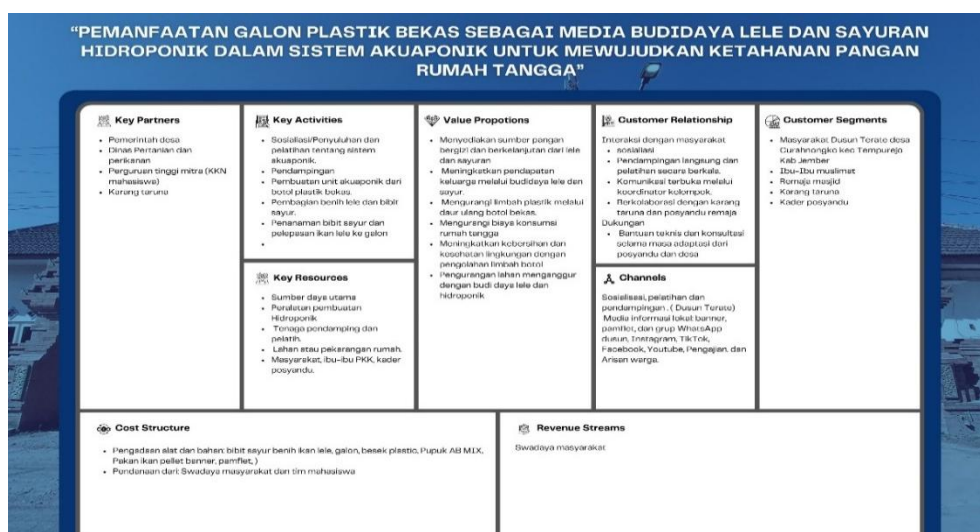 “PEMANFAATAN GALON PLASTIK BEKAS SEBAGAI MEDIA BUDIDAYA LELE DAN SAYURAN
HIDROPONIK DALAM SISTEM AKUAPONIK UNTUK MEWUJUDKAN KETAHANAN PANGAN
RUMAH TANGGA”
Key Partners
• Pemerintah desa
• Dinas Pertanian dan
perikanan
• Perguruan tinggi mitra (KKN
mahasiswa)
• Karang taruna
Key Activities
• Sosialiasi/Penyuluhan dan
pelatihan tentang sistem
akuaponik.
• Pendampingan
• Pembuatan unit akuaponik dari
botol plastik bekas.
• Pembagian benih lele dan bibit
sayur.
• Penanaman bibit sayur dan
pelepasan ikan lele ke galon
•
Key Resources
• Sumber daya utama
• Peralatan pembuatan
Hidroponik
• Tenaga pendamping dan
pelatih.
• Lahan atau pekarangan rumah.
• Masyarakat, ibu-ibu PKK, kader
posyandu.
Value Propotions
• Menyediakan sumber pangan
bergizi dan berkelanjutan dari lele
dan sayuran
• Meningkatkan pendapatan
keluarga melalui budidaya lele dan
sayur.
• Mengurangi limbah plastik melalui
daur ulang botol bekas.
• Mengurangi biaya konsumsi
rumah tangga
• Meningkatkan kebersihan dan
kesehatan lingkungan dengan
pengolahan limbah botol
• Pengurangan lahan menganggur
dengan budi daya lele dan
hidroponik
Customer Relationship
Interaksi dengan masyarakat
• sosialiasi
• Pendampingan langsung dan
pelatihan secara berkala.
• Komunikasi terbuka melalui
koordinator kelompok.
• Berkolaborasi dengan karang
taruna dan posyandu remaja
Dukungan
• Bantuan teknis dan konsultasi
selama masa adaptasi dari
posyandu dan desa
Channels
Sosialisasi, pelatihan dan
pendampingan , ( Dusun Terate)
Media informasi lokal banner,
pamflet, dan grup WhatsApp
dusun, Instagram, TikTok,
Facebook, Youtube, Pengajian, dan
Arisan warga.
Customer Segments
• Masyarakat Dusun Terate desa
Curahnongko kec Tempurejo
Kab Jember
• Ibu-Ibu muslimat
• Remaja masjid
• Karang taruna
• Kader posyandu
Cost Structure
• Pengadaan alat dan bahan: bibit sayur benih ikan lele, galon, besek plastic, Pupuk AB MIX,
Pakan ikan pellet banner, pamflet, )
• Pendanaan dari: Swadaya masyarakat dan tim mahasiswa
Revenue Streams
Swadaya masyarakat